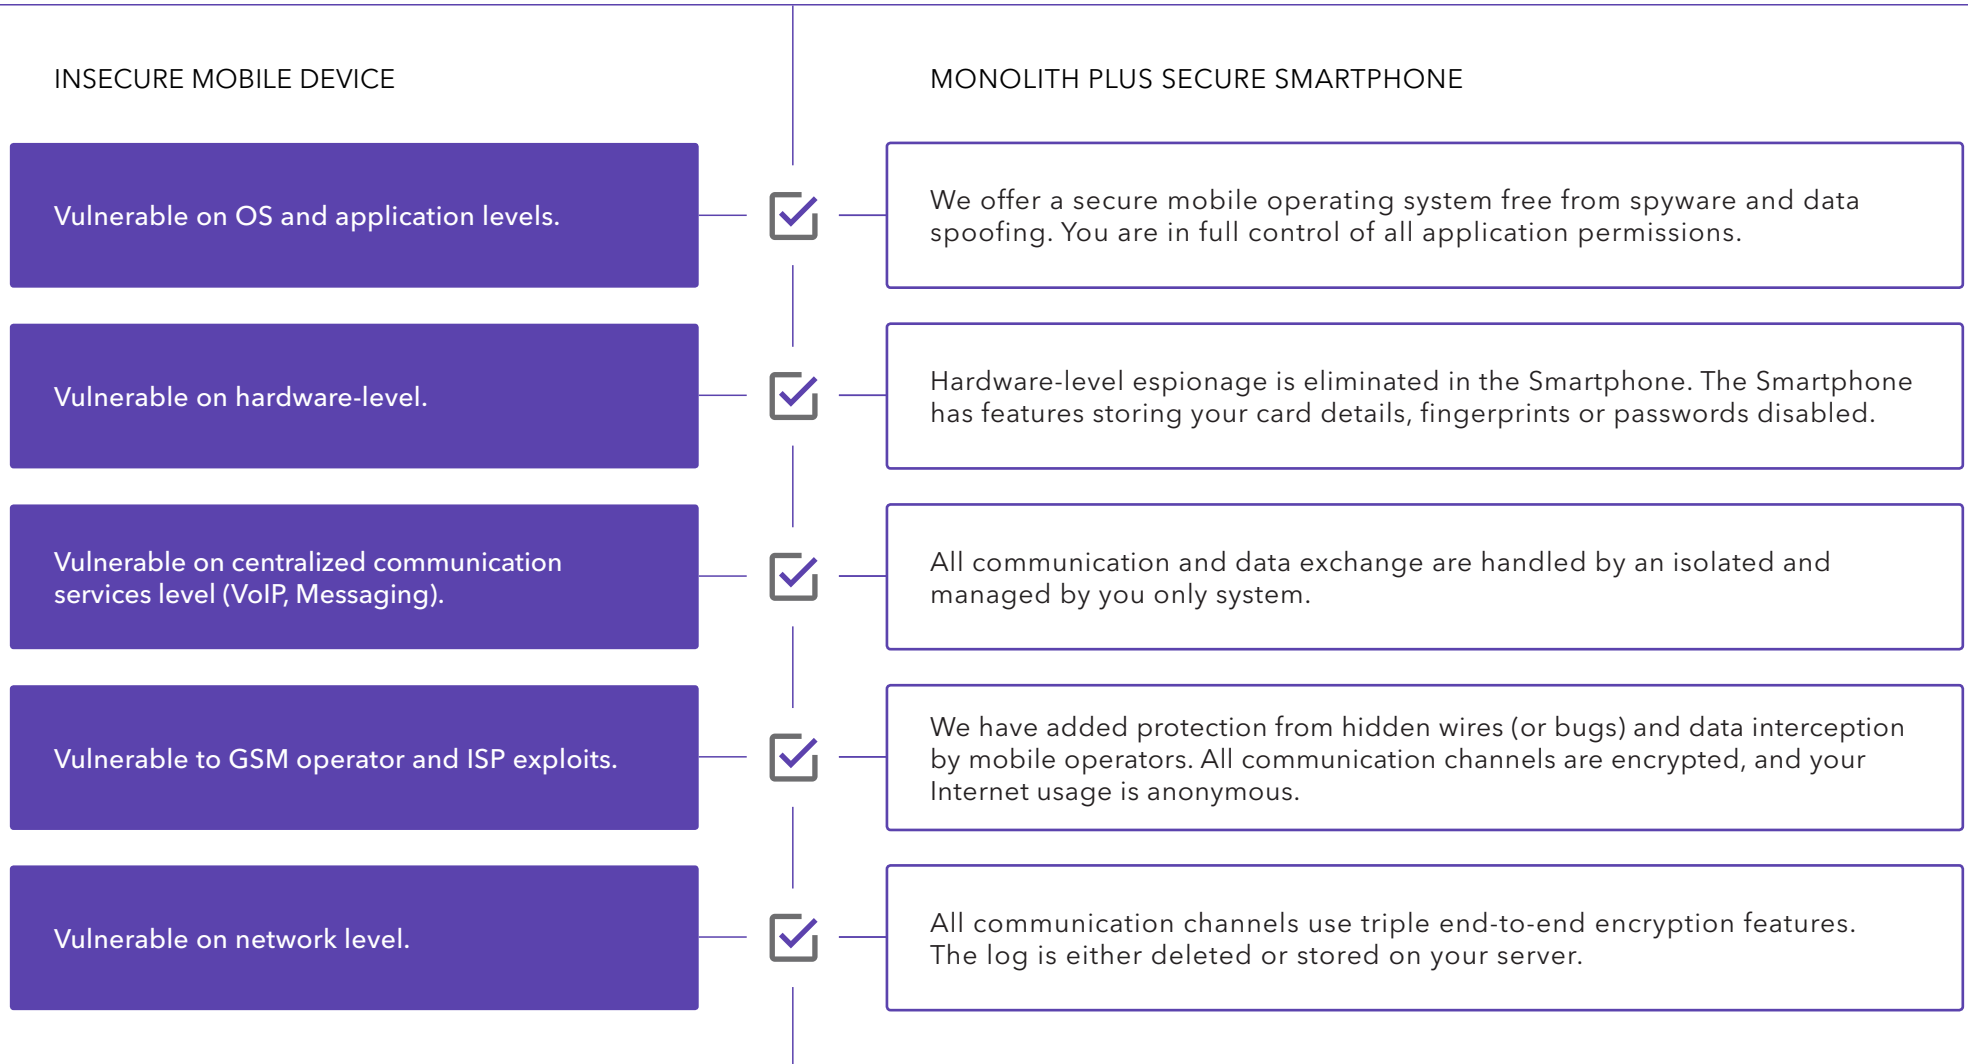 INSECURE MOBILE DEVICE
MONOLITH PLUS SECURE SMARTPHONE
Vulnerable on OS and application levels.
We offer a secure mobile operating system free from spyware and data
spoofing. You are in full control of all application permissions.
Vulnerable on hardware-level.
Hardware-level espionage is eliminated in the Smartphone. The Smartphone
has features storing your card details, fingerprints or passwords disabled.
Vulnerable on centralized communication
services level (VoIP, Messaging).
All communication and data exchange are handled by an isolated and
managed by you only system.
Vulnerable to GSM operator and ISP exploits.
We have added protection from hidden wires (or bugs) and data interception
by mobile operators. All communication channels are encrypted, and your
Internet usage is anonymous.
Vulnerable on network level.
All communication channels use triple end-to-end encryption features.
The log is either deleted or stored on your server.